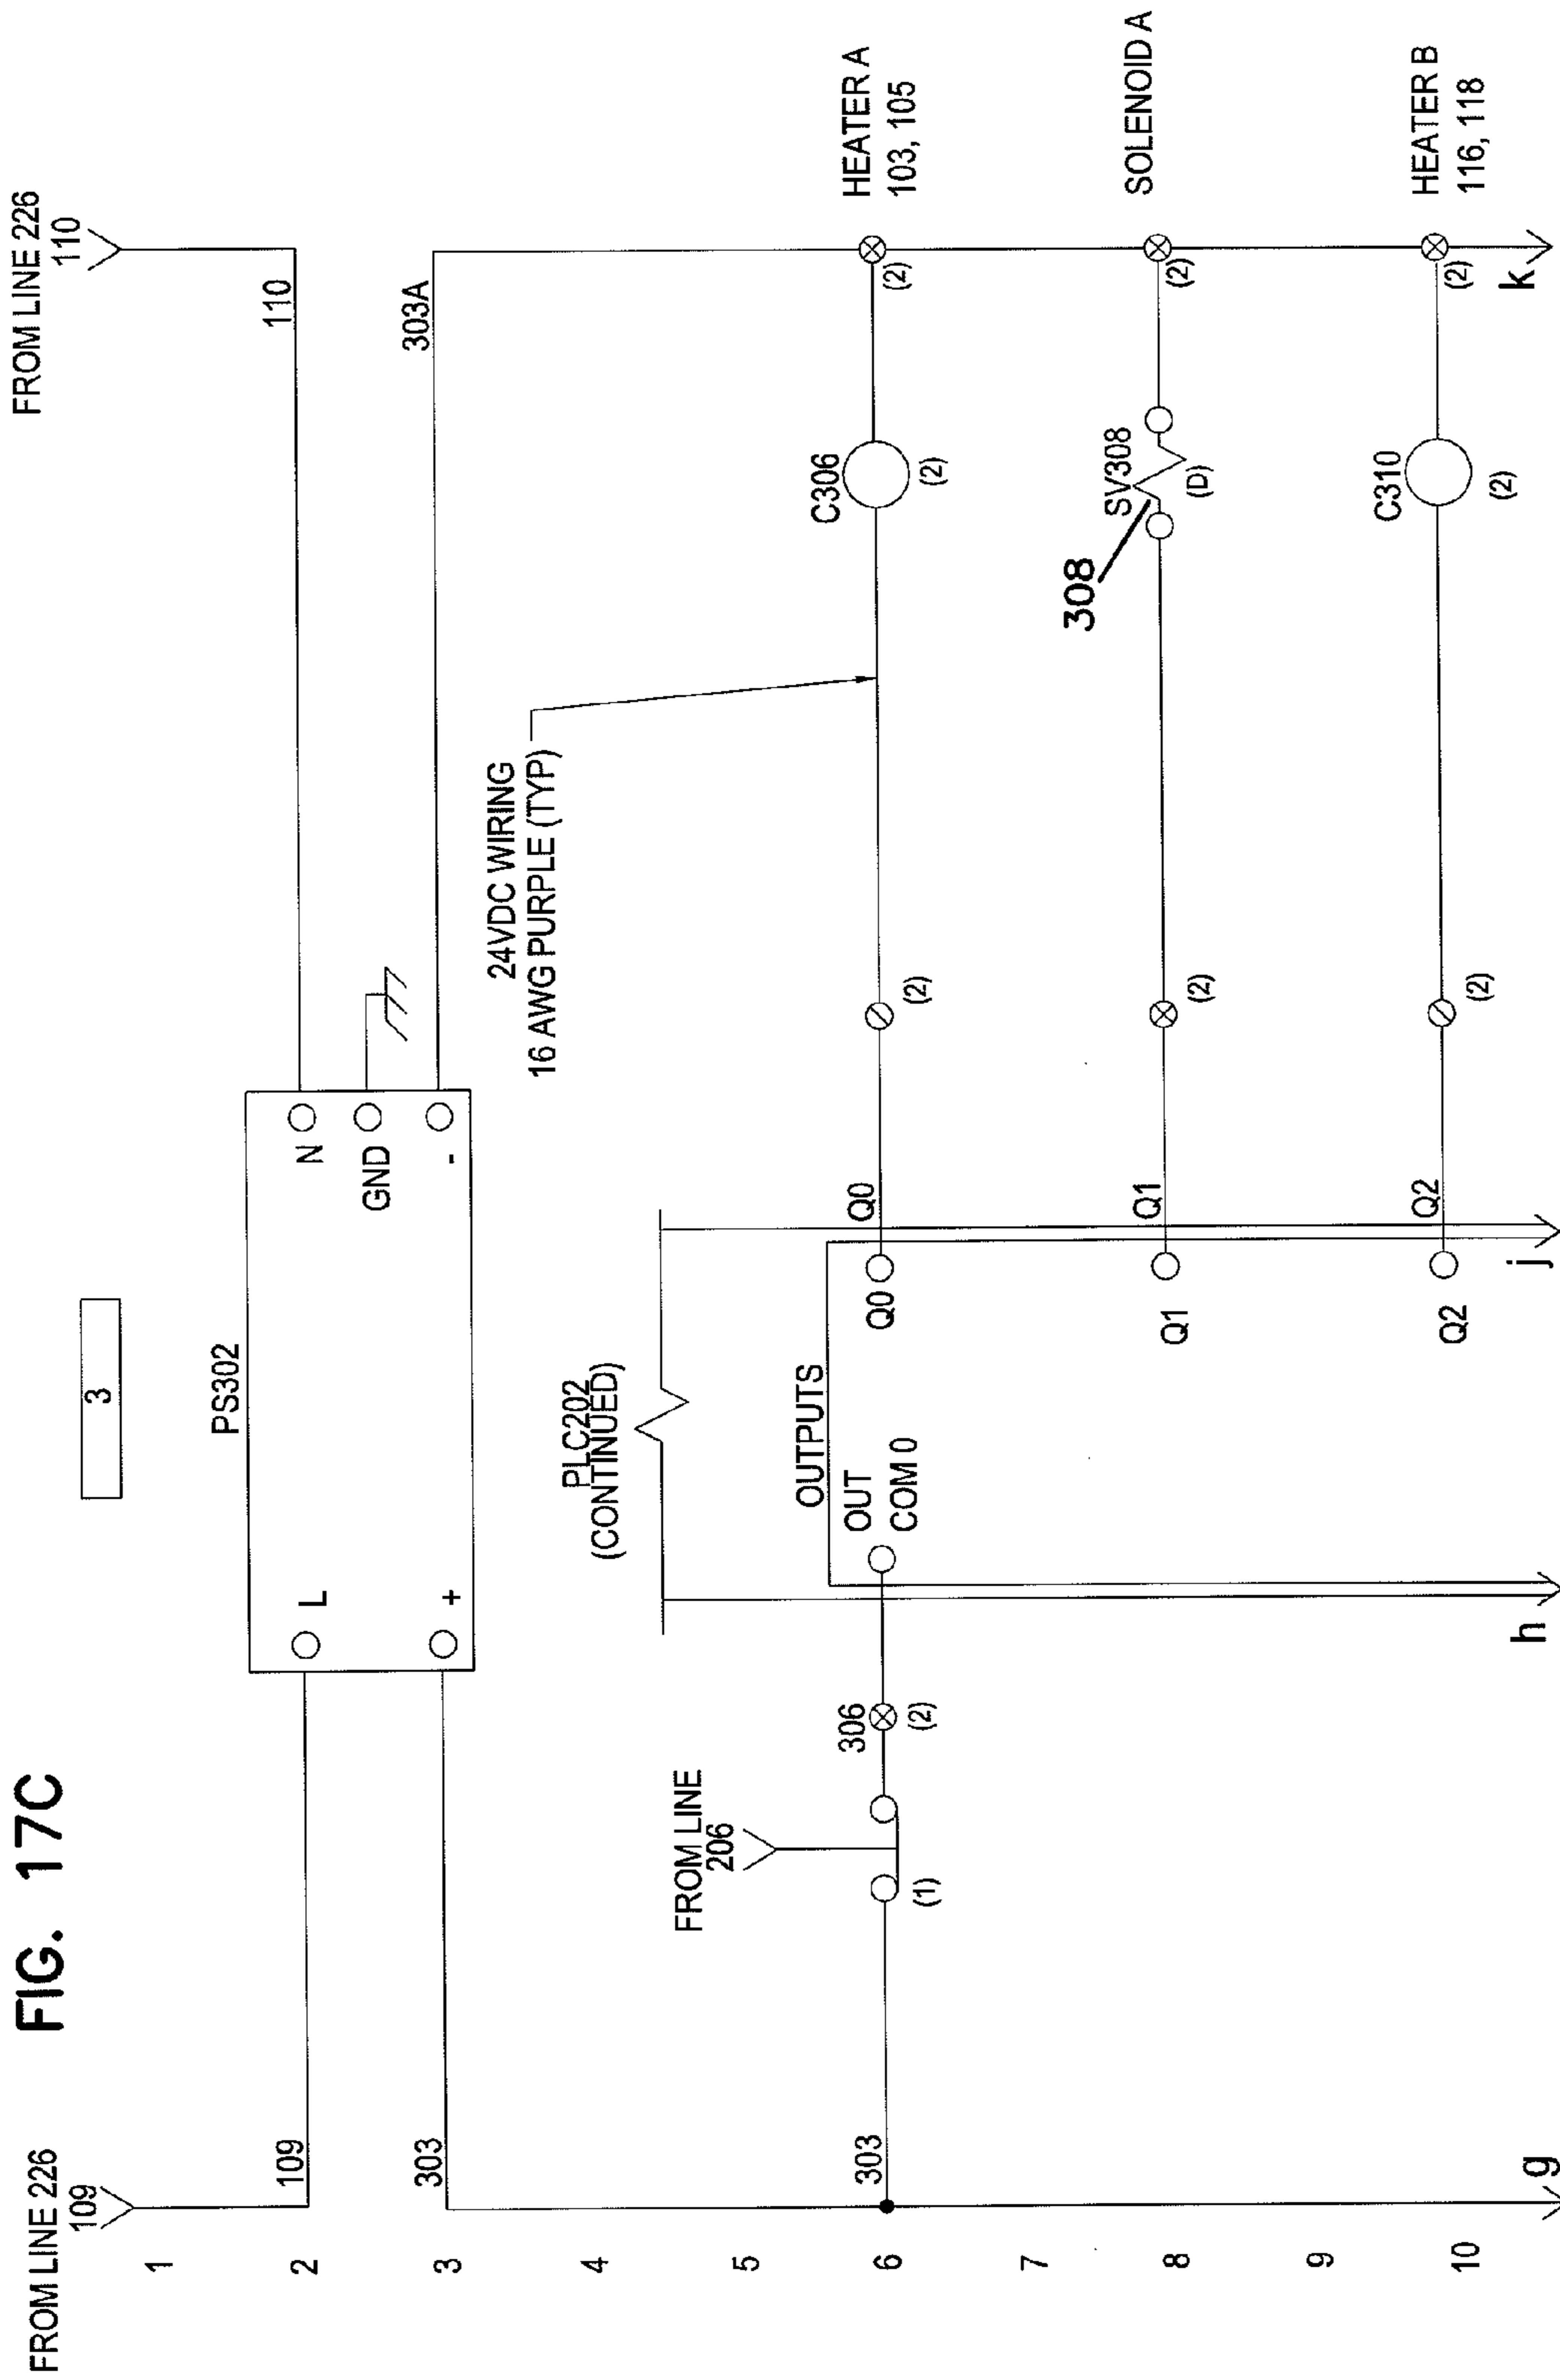 FIG. 17C
3
FROM LINE 226
109
FROM LINE 226
110
1
2
109
PS302
L
N
110
GND
3
303
+
-
303A
4
PLC202
(CONTINUED)
24VDC WIRING
16 AWG PURPLE (TYP)
5
FROM LINE
206
OUTPUTS
6
303
(1)
306
(2)
OUT
COM 0
Q0
Q0
(2)
C306
(2)
(2)
HEATER A
103, 105
7
308
8
Q1
Q1
(2)
SV308
(D)
(2)
SOLENOID A
9
10
Q2
Q2
(2)
C310
(2)
(2)
HEATER B
116, 118
g
h
j
k